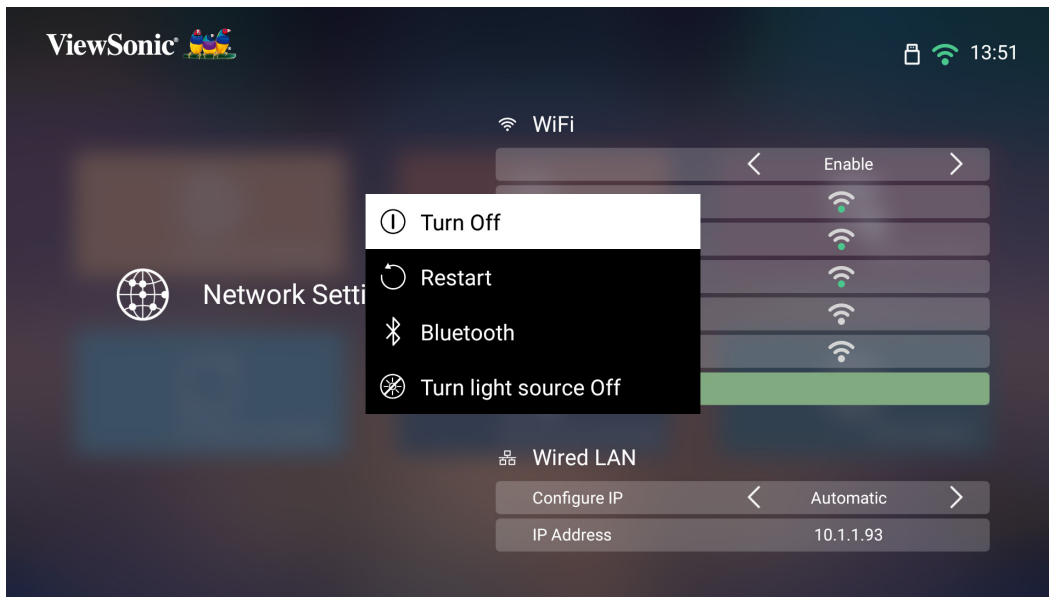 ViewSonic®
13:51
WiFi
Enable
Turn Off
Restart
Network Setti
Bluetooth
Turn light source Off
Wired LAN
Configure IP
Automatic
IP Address
10.1.1.93